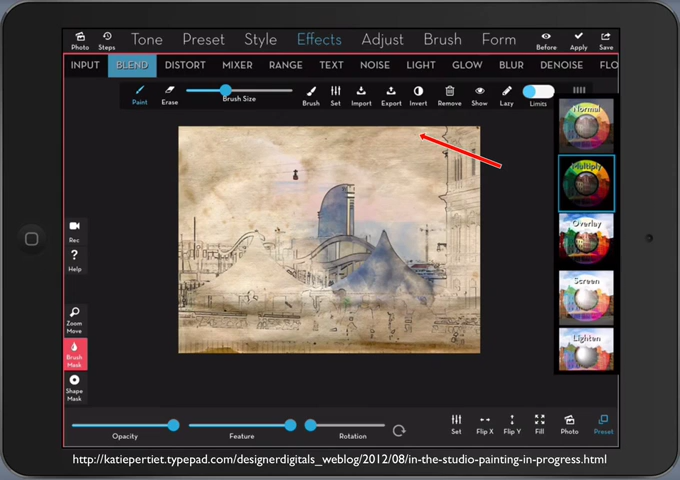 Photo Steps Tone Preset Style Effects Adjust Brush Form Before Apply Save
INPUT BLEND DISTORT MIXER RANGE TEXT NOISE LIGHT GLOW BLUR DENOISE FLO
Paint Erase Brush Size Brush Set Import Export Invert Remove Show Lazy Limits
Normal
Multiply
Overlay
Screen
Lighten
Rec
?
Help
Zoom
Move
Brush
Mask
Shape
Mask
Opacity Feature Rotation Set Flip X Flip Y Fill Photo Preset
http://katiepertiet.typepad.com/designerdigitals_weblog/2012/08/in-the-studio-painting-in-progress.html